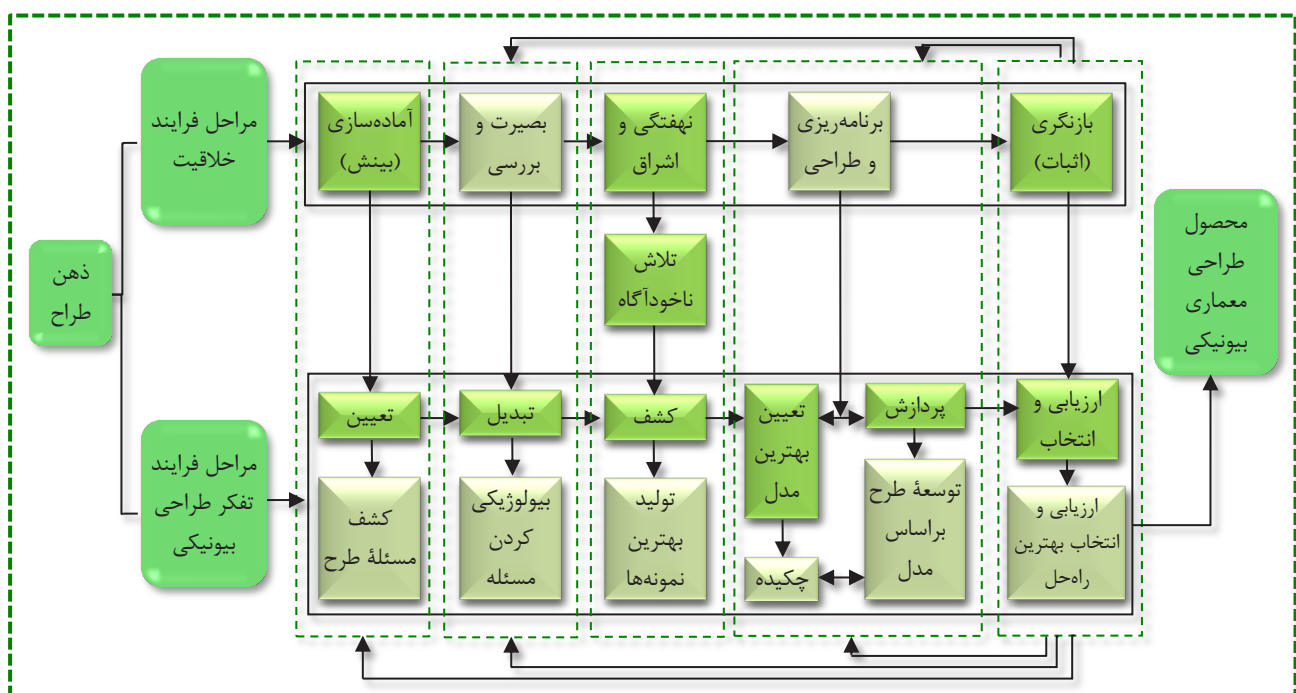 مراحل فرایند
خلاقیت
آماده‌سازی
(بینش)
بصیرت و
بررسی
نهفتگی و
اشراق
برنامه‌ریزی
و طراحی
بازنگری
(اثبات)
تلاش
ناخودآگاه
ذهن
طراح
محصول
طراحی
معماری
بیونیکی
مراحل فرایند
تفکر طراحی
بیونیکی
تعیین
تبدیل
کشف
تعیین
بهترین
مدل
پردازش
ارزیابی و
انتخاب
کشف
مسئلۀ طرح
بیولوژیکی
کردن
مسئله
تولید
بهترین
نمونه‌ها
چکیده
توسعۀ طرح
براساس
مدل
ارزیابی و
انتخاب بهترین
راه‌حل